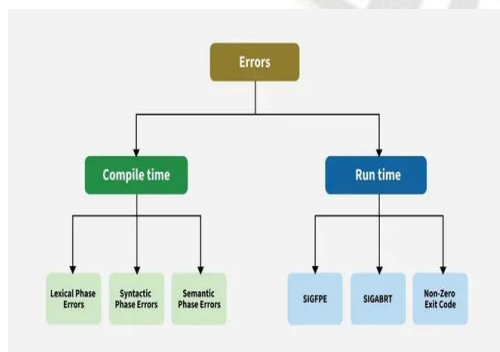 Errors
Compile time
Run time
Lexical Phase
Errors
Syntactic
Phase Errors
Semantic
Phase Errors
SIGFPE
SIGABRT
Non-Zero
Exit Code